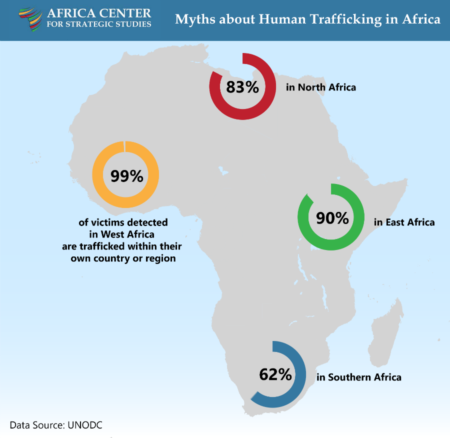 AFRICA CENTER
FOR STRATEGIC STUDIES
Myths about Human Trafficking in Africa
83%
in North Africa
99%
of victims detected
in West Africa
are trafficked within their
own country or region
90%
in East Africa
62%
in Southern Africa
Data Source: UNODC